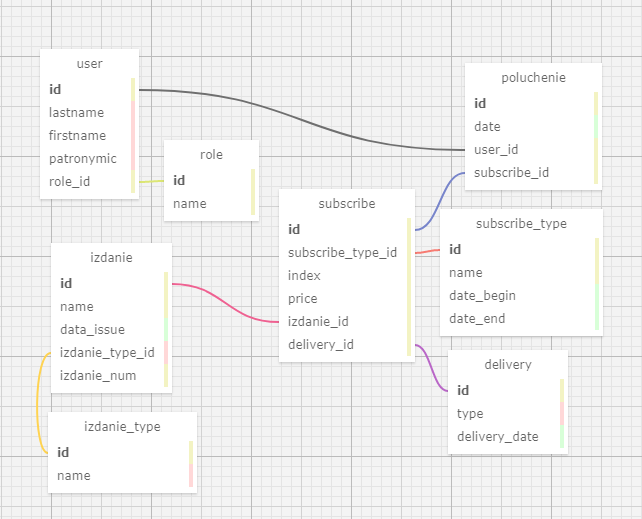 user
id
lastname
firstname
patronymic
role_id
role
id
name
poluchenie
id
date
user_id
subscribe_id
subscribe
id
subscribe_type_id
index
price
izdanie_id
delivery_id
subscribe_type
id
name
date_begin
date_end
izdanie
id
name
data_issue
izdanie_type_id
izdanie_num
delivery
id
type
delivery_date
izdanie_type
id
name